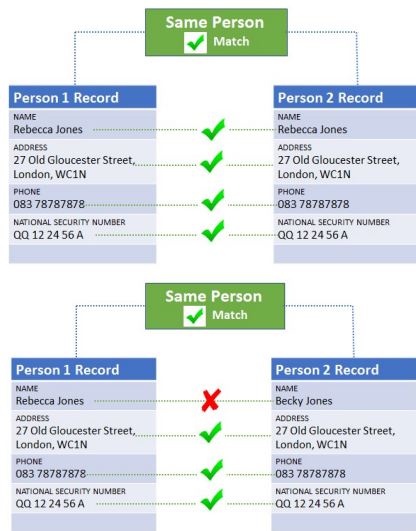 Same Person
Match
Person 1 Record
NAME
Rebecca Jones
ADDRESS
27 Old Gloucester Street,
London, WC1N
PHONE
083 78787878
NATIONAL SECURITY NUMBER
QQ 12 24 56 A
Person 2 Record
NAME
Rebecca Jones
ADDRESS
27 Old Gloucester Street,
London, WC1N
PHONE
083 78787878
NATIONAL SECURITY NUMBER
QQ 12 24 56 A
Same Person
Match
Person 1 Record
NAME
Rebecca Jones
ADDRESS
27 Old Gloucester Street,
London, WC1N
PHONE
083 78787878
NATIONAL SECURITY NUMBER
QQ 12 24 56 A
Person 2 Record
NAME
Becky Jones
ADDRESS
27 Old Gloucester Street,
London, WC1N
PHONE
083 78787878
NATIONAL SECURITY NUMBER
QQ 12 24 56 A